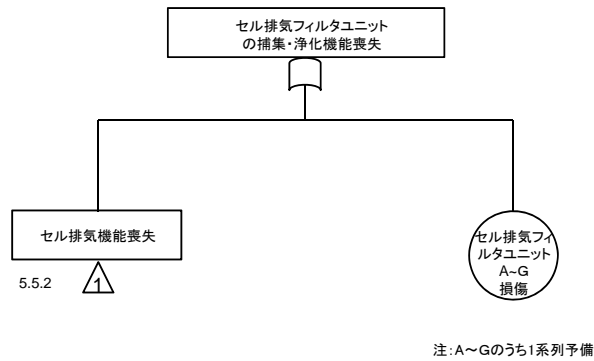 セル排気フィルタユニット
の捕集・浄化機能喪失
セル排気機能喪失
5.5.2
1
セル排気フィ
ルタユニット
A~G
損傷
注：A～Gのうち1系列予備